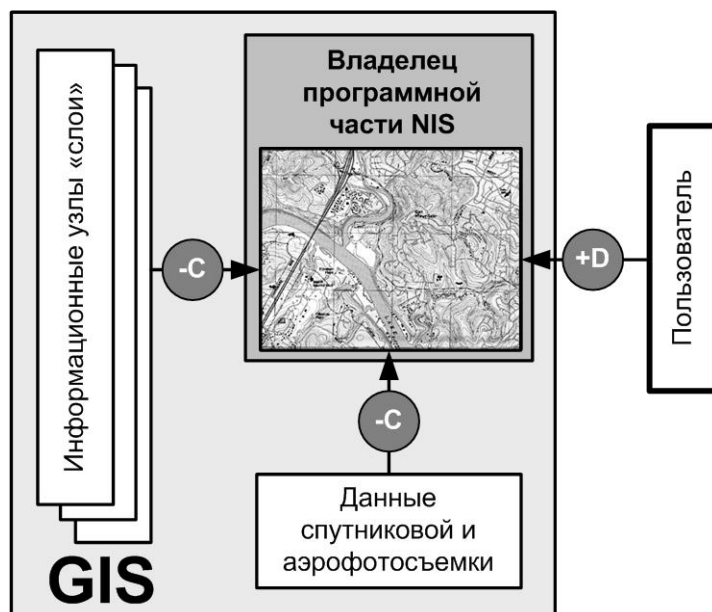 Владелец
программной
части NIS
Информационные узлы «слои»
-C
+D
Пользователь
-C
Данные
спутниковой и
аэрофотосъемки
GIS